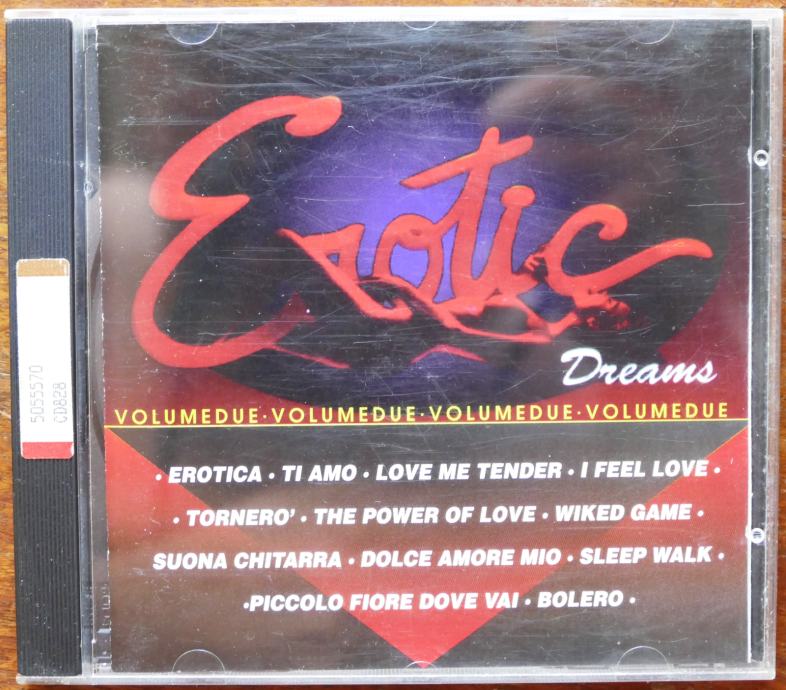 Erotic
Dreams
VOLUMEDUE·VOLUMEDUE·VOLUMEDUE·VOLUMEDUE
· EROTICA · TI AMO · LOVE ME TENDER · I FEEL LOVE ·
· TORNERO' · THE POWER OF LOVE · WIKED GAME ·
SUONA CHITARRA · DOLCE AMORE MIO · SLEEP WALK ·
·PICCOLO FIORE DOVE VAI · BOLERO ·
5055570
CD828